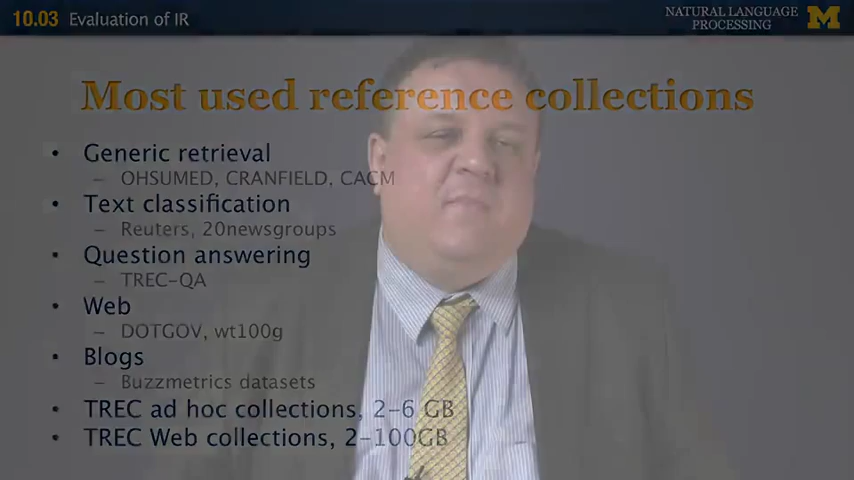 10.03 Evaluation of IR
NATURAL LANGUAGE
PROCESSING
M
Most used reference collections
• Generic retrieval
– OHSUMED, CRANFIELD, CACM
• Text classification
– Reuters, 20newsgroups
• Question answering
– TREC-QA
• Web
– DOTGOV, wt100g
• Blogs
– Buzzmetrics datasets
• TREC ad hoc collections, 2-6 GB
• TREC Web collections, 2-100GB